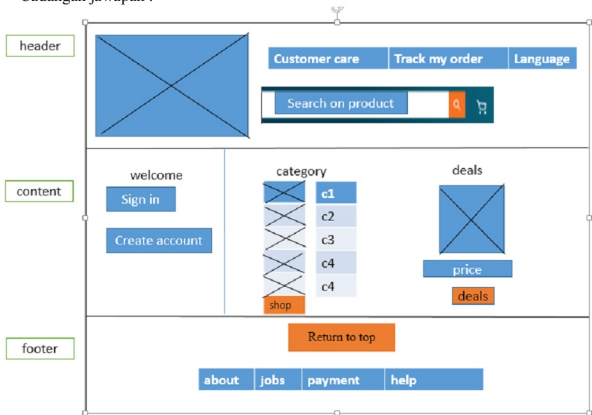 header
Customer care Track my order Language
Search on product
content
welcome
Sign in
Create account
category
c1
c2
c3
c4
c4
shop
deals
price
deals
footer
Return to top
about jobs payment help